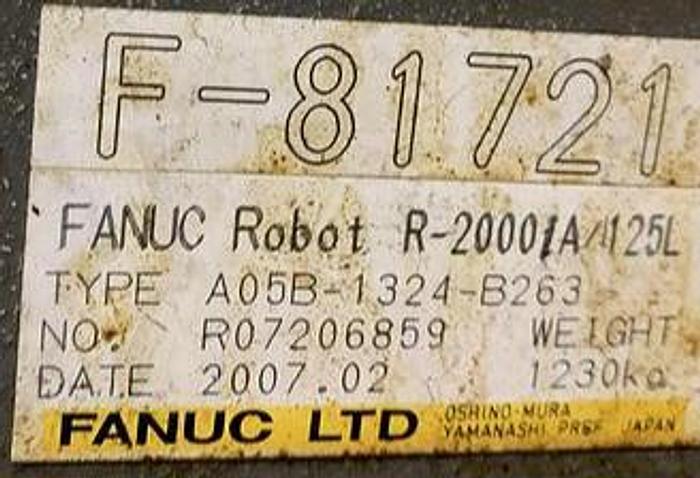 F-81721
FANUC Robot R-2000iA/125L
TYPE A05B-1324-B263
NO. R07206859 WEIGHT
DATE 2007.02 1230kg
FANUC LTD OSHINO-MURA
YAMANASHI PREF JAPAN